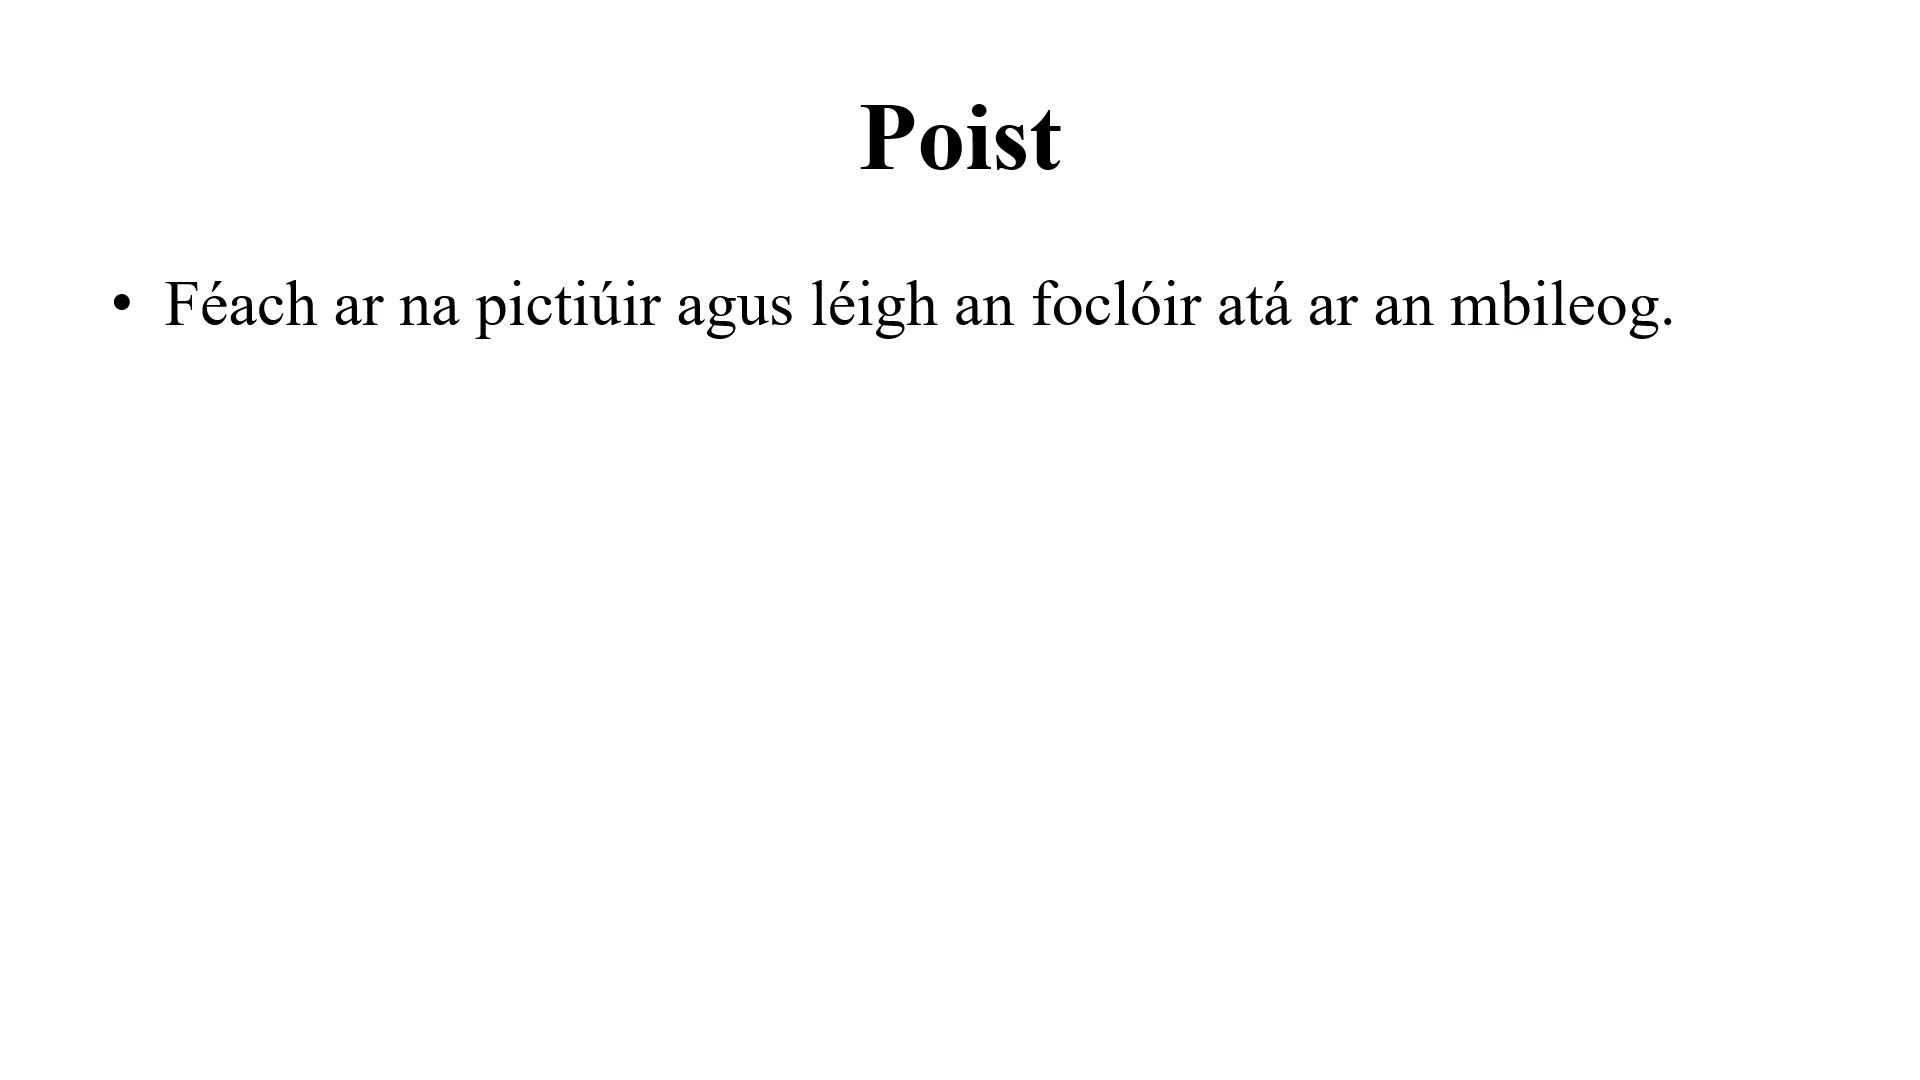 Poist
• Féach ar na pictiúir agus léigh an foclóir atá ar an mbileog.